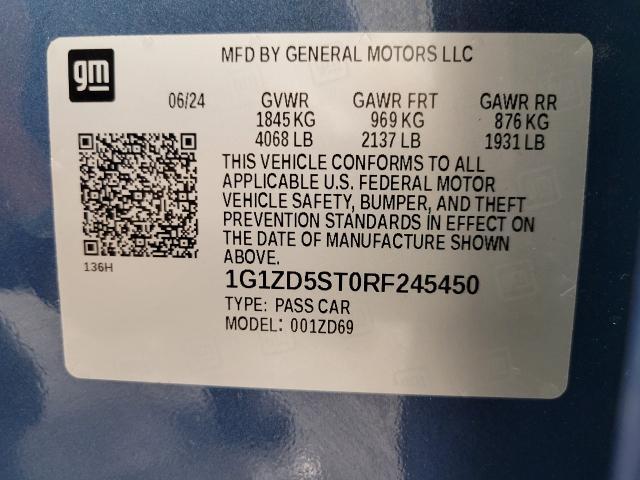 gm
MFD BY GENERAL MOTORS LLC
06/24 GVWR GAWR FRT GAWR RR
1845 KG 969 KG 876 KG
4068 LB 2137 LB 1931 LB
THIS VEHICLE CONFORMS TO ALL
APPLICABLE U.S. FEDERAL MOTOR
VEHICLE SAFETY, BUMPER, AND THEFT
PREVENTION STANDARDS IN EFFECT ON
THE DATE OF MANUFACTURE SHOWN
ABOVE.
136H
1G1ZD5ST0RF245450
TYPE: PASS CAR
MODEL: 001ZD69